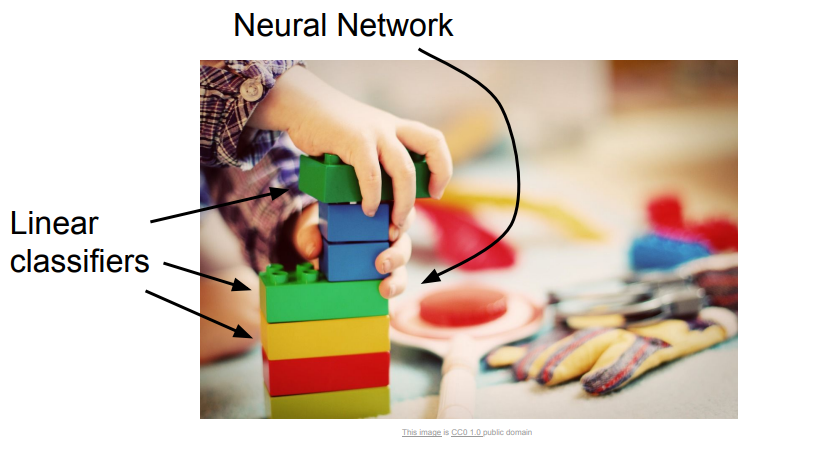 Neural Network
Linear
classifiers
This image is CC0 1.0 public domain